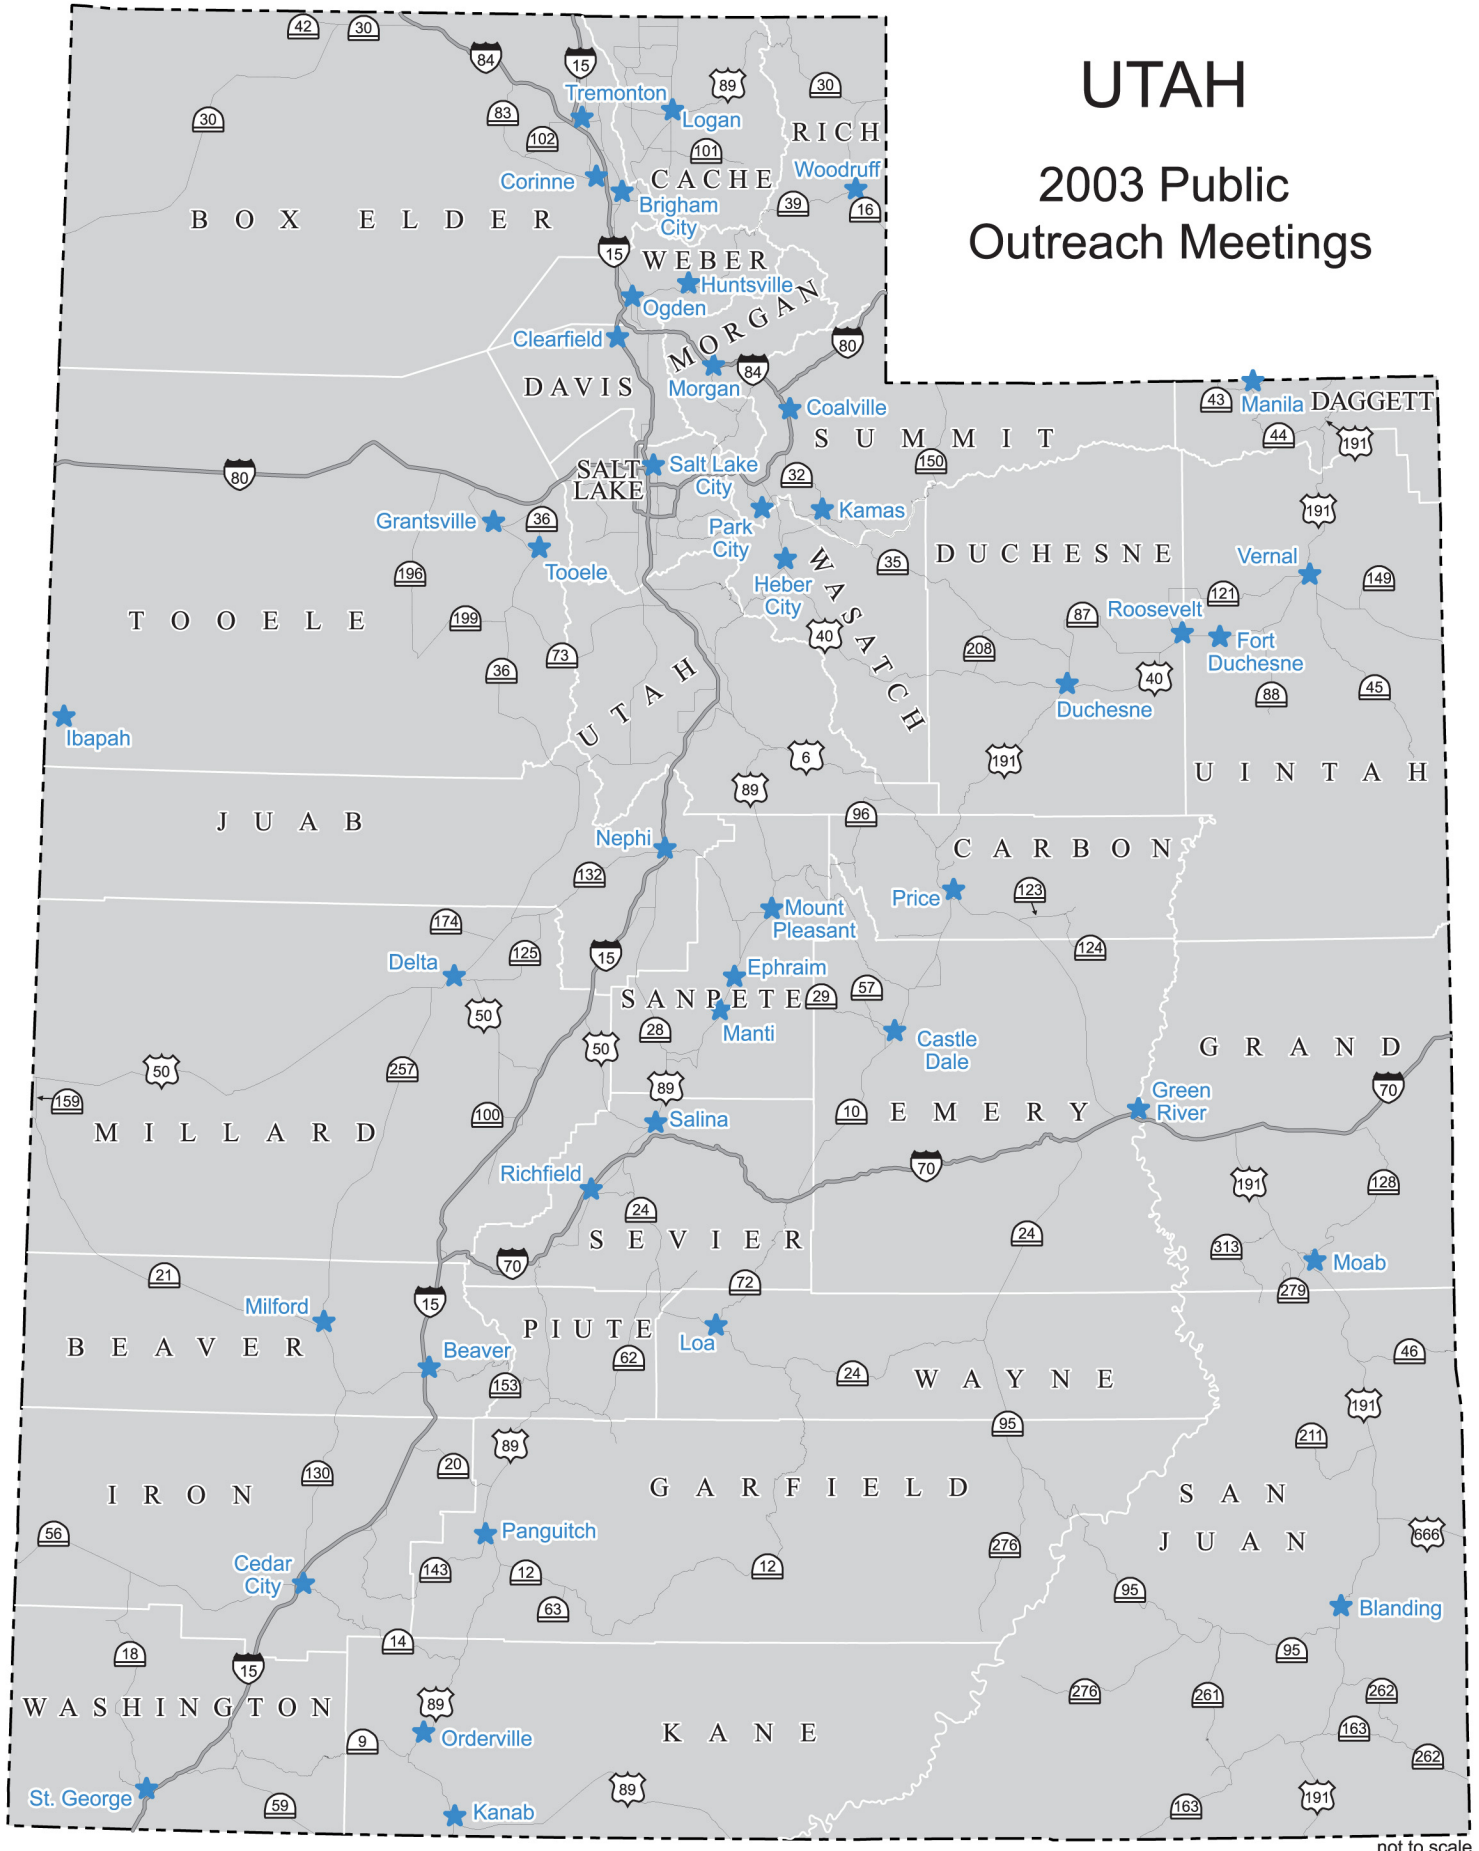 UTAH
2003 Public
Outreach Meetings
42
30
84
15
89
30
Tremonton
Logan
83
102
30
101
RICH
CACHE
Woodruff
Corinne
Brigham
City
39
16
BOX ELDER
15
WEBER
Huntsville
Ogden
MORGAN
Clearfield
80
84
Morgan
DAVIS
Coalville
43
Manila
DAGGETT
44
191
SUMMIT
150
80
SALT
LAKE
Salt Lake
City
32
Grantsville
36
Park
City
Kamas
191
Tooele
196
Heber
City
WASATCH
35
DUCHESNE
Vernal
149
121
TOOELE
199
87
Roosevelt
Fort
Duchesne
40
208
73
36
UTAH
40
88
45
Duchesne
Ibapah
6
191
89
UINTAH
JUAB
96
Nephi
CARBON
132
Price
123
Mount
Pleasant
174
125
15
124
Delta
Ephraim
SANPETE
29
57
50
28
Manti
50
Castle
Dale
GRAND
50
257
89
70
159
100
Salina
10
EMERY
Green
River
MILLARD
70
Richfield
191
128
24
SEVIER
24
313
Moab
70
21
72
279
15
Milford
PIUTE
Loa
BEAVER
Beaver
62
46
153
24
WAYNE
191
95
89
211
20
130
IRON
GARFIELD
SAN
JUAN
56
Panguitch
666
276
Cedar
City
143
12
12
63
95
Blanding
14
18
15
95
276
261
262
WASHINGTON
89
9
Orderville
KANE
163
262
St. George
59
Kanab
89
163
191
not to scale